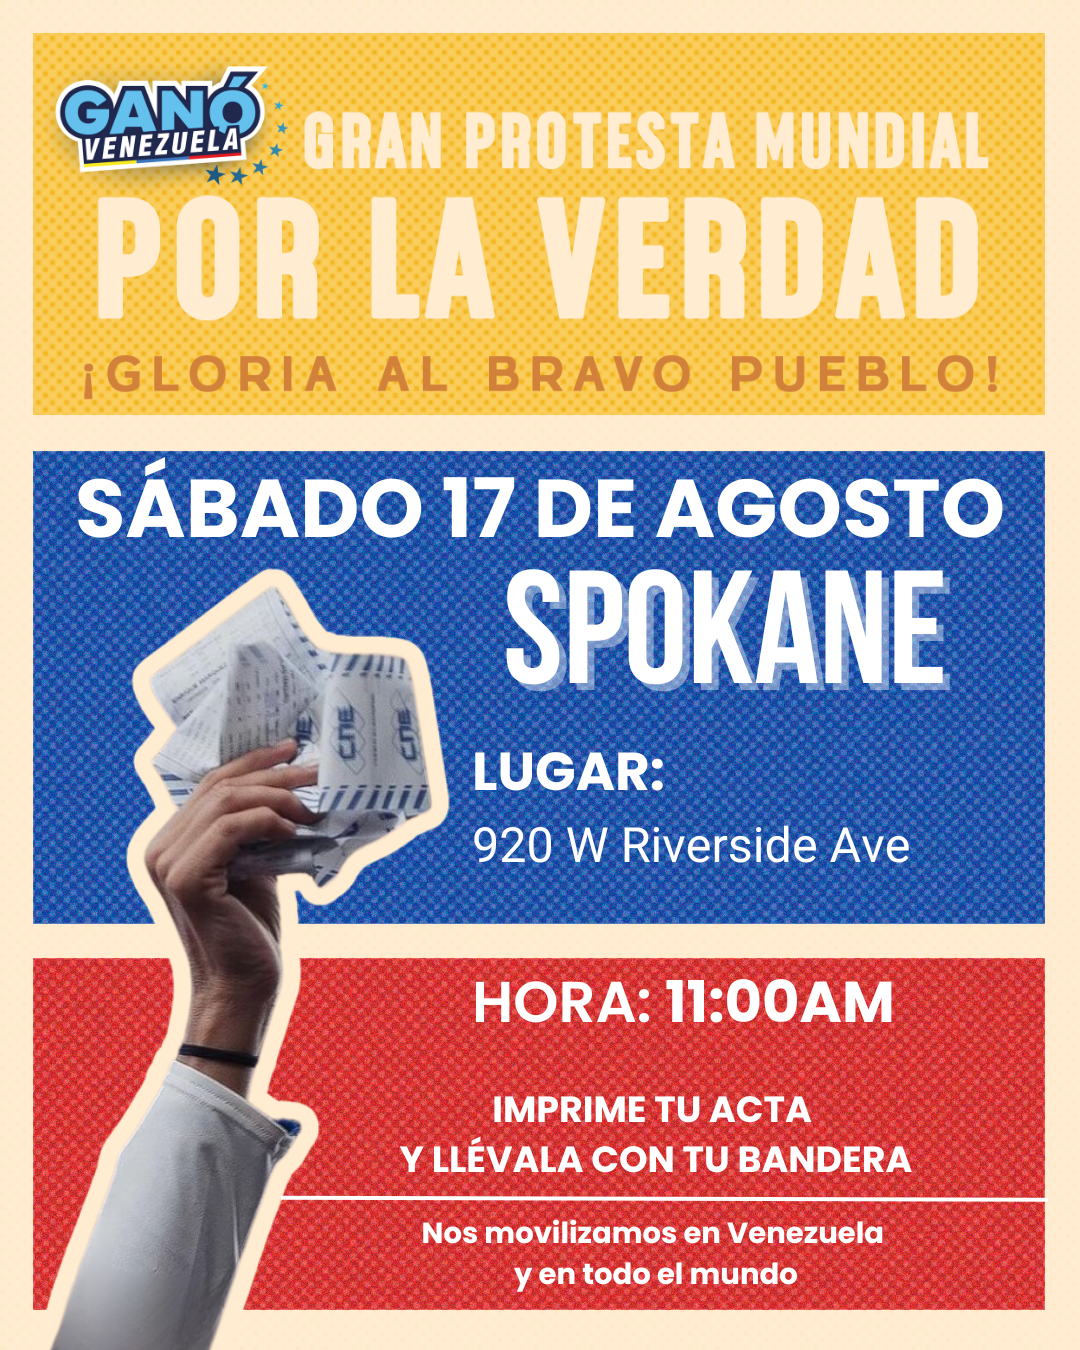 GANÓ
VENEZUELA
GRAN PROTESTA MUNDIAL
POR LA VERDAD
¡GLORIA AL BRAVO PUEBLO!
SÁBADO 17 DE AGOSTO
SPOKANE
CNE
CNE
CNE
LUGAR:
920 W Riverside Ave
HORA: 11:00AM
IMPRIME TU ACTA
Y LLÉVALA CON TU BANDERA
Nos movilizamos en Venezuela
y en todo el mundo